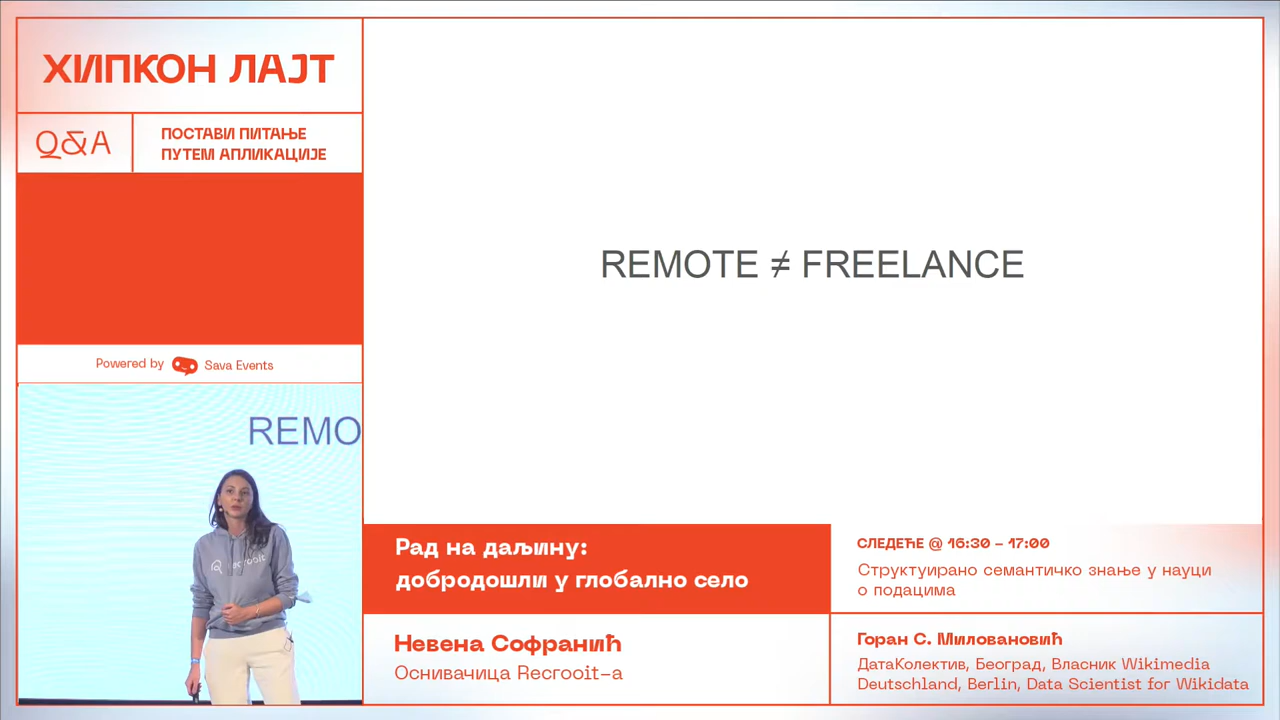 ХИПКОН ЛАЈТ
Q&A
ПОСТАВИ ПИТАЊЕ
ПУТЕМ АПЛИКАЦИЈЕ
Powered by Sava Events
REMO
Recrooit
REMOTE ≠ FREELANCE
Рад на даљину:
добродошли у глобално село
Невена Софранић
Оснивачица Recrooit-а
СЛЕДЕЋЕ @ 16:30 – 17:00
Структуирано семантичко знање у науци
о подацима
Горан С. Миловановић
ДатаКолектив, Београд, Власник Wikimedia
Deutschland, Berlin, Data Scientist for Wikidata